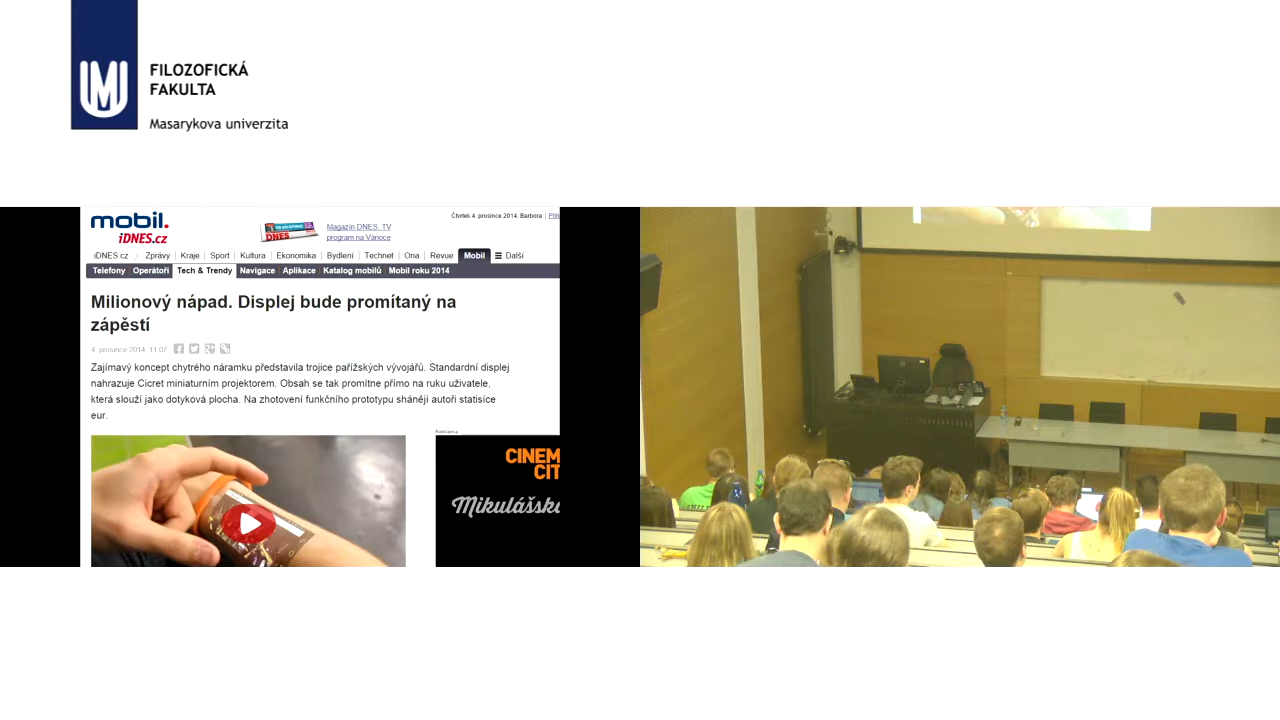 FILOZOFICKÁ
FAKULTA
Masarykova univerzita
mobil.
iDNES.cz
DNES
Magazín DNES, TV
program na Vánoce
Čtvrtek 4. prosince 2014. Barbora
iDNES.cz Zprávy Kraje Sport Kultura Ekonomika Bydlení Technet Ona Revue Mobil Další
Telefony Operátoři Tech & Trendy Navigace Aplikace Katalog mobilů Mobil roku 2014
Milionový nápad. Displej bude promítaný na
zápěstí
4. prosince 2014 11:07
Zajímavý koncept chytrého náramku představila trojice pařížských vývojářů. Standardní displej
nahrazuje Cicret miniaturním projektorem. Obsah se tak promítne přímo na ruku uživatele,
která slouží jako dotyková plocha. Na zhotovení funkčního prototypu shánějí autoři statisíce
eur.
Reklama
CINEM
CIT
Mikulášsk